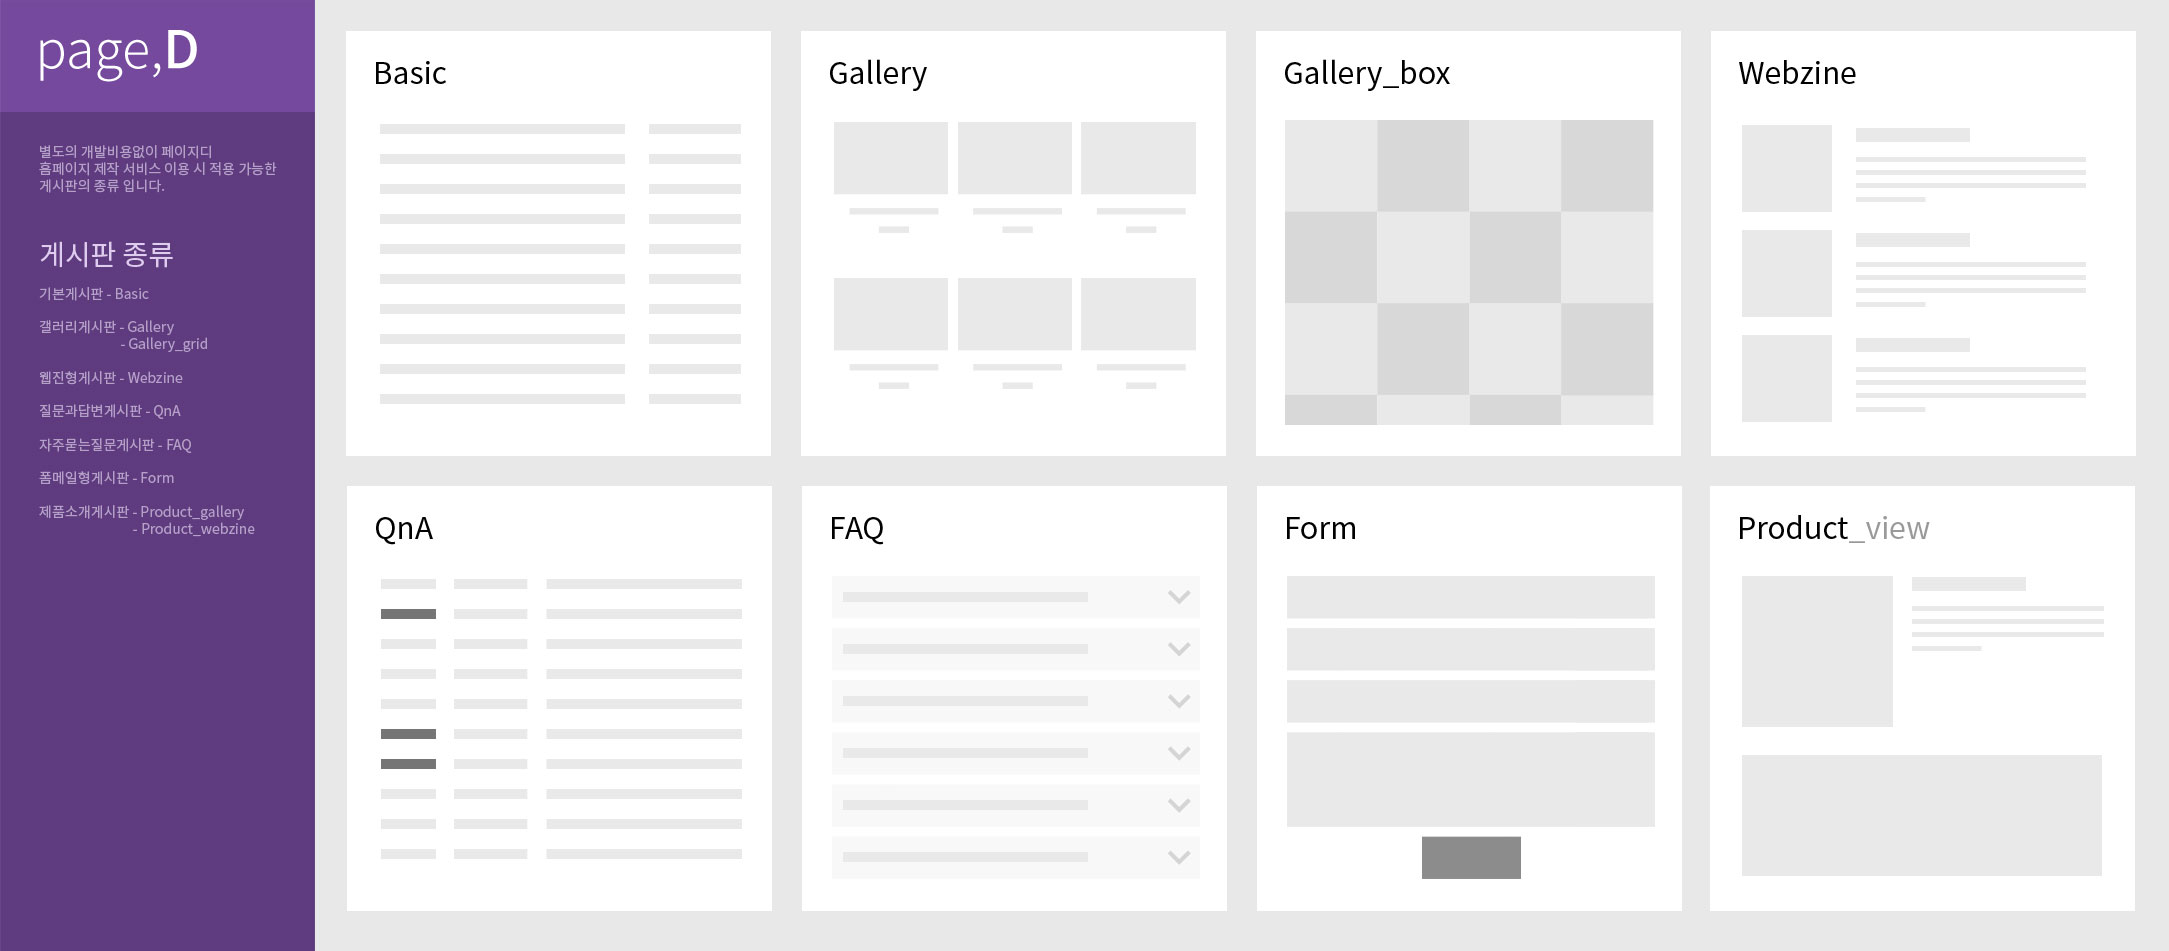 page,D
별도의 개발비용없이 페이지디
홈페이지 제작 서비스 이용 시 적용 가능한
게시판의 종류 입니다.
게시판 종류
기본게시판 - Basic
갤러리게시판 - Gallery
- Gallery_grid
웹진형게시판 - Webzine
질문과답변게시판 - QnA
자주묻는질문게시판 - FAQ
폼메일형게시판 - Form
제품소개게시판 - Product_gallery
- Product_webzine
Basic
Gallery
Gallery_box
Webzine
QnA
FAQ
Form
Product_view